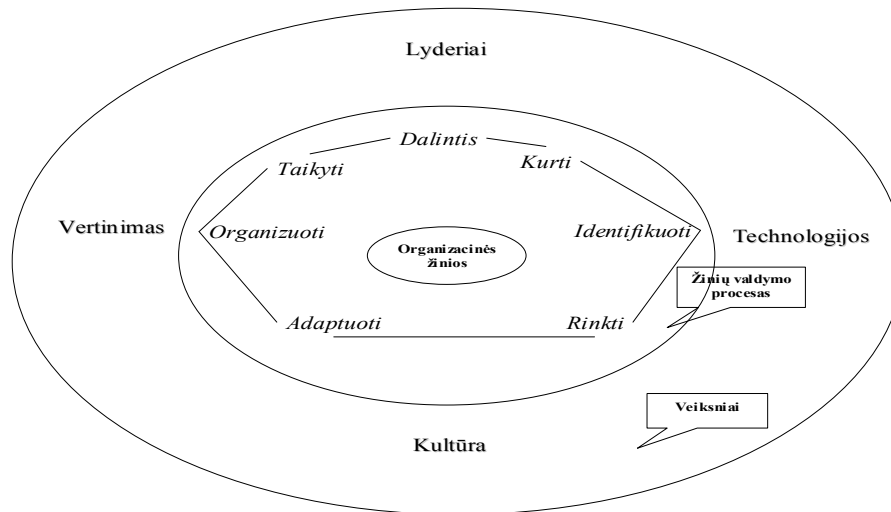 Lyderiai
Dalintis
Taikyti
Kurti
Vertinimas
Organizuoti
Identifikuoti
Technologijos
Organizacinės
žinios
Žinių valdymo
procesas
Adaptuoti
Rinkti
Veiksniai
Kultūra